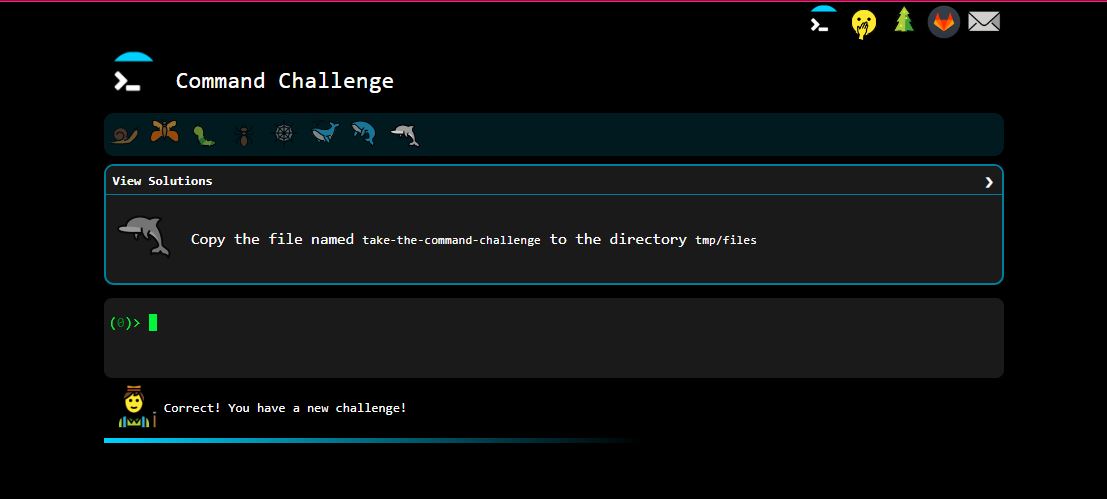 Command Challenge
View Solutions
Copy the file named take-the-command-challenge to the directory tmp/files
(0)>
Correct! You have a new challenge!